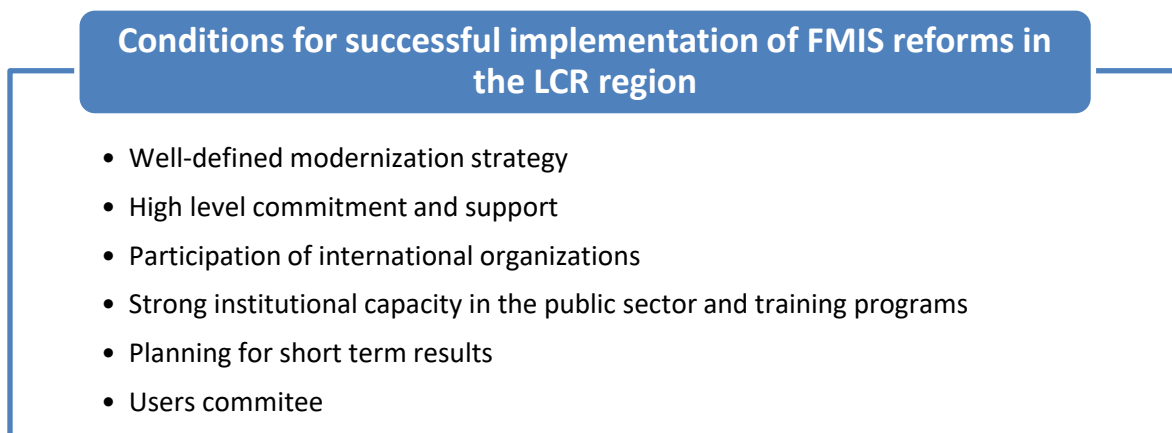 Conditions for successful implementation of FMIS reforms in
the LCR region
• Well-defined modernization strategy
• High level commitment and support
• Participation of international organizations
• Strong institutional capacity in the public sector and training programs
• Planning for short term results
• Users commitee